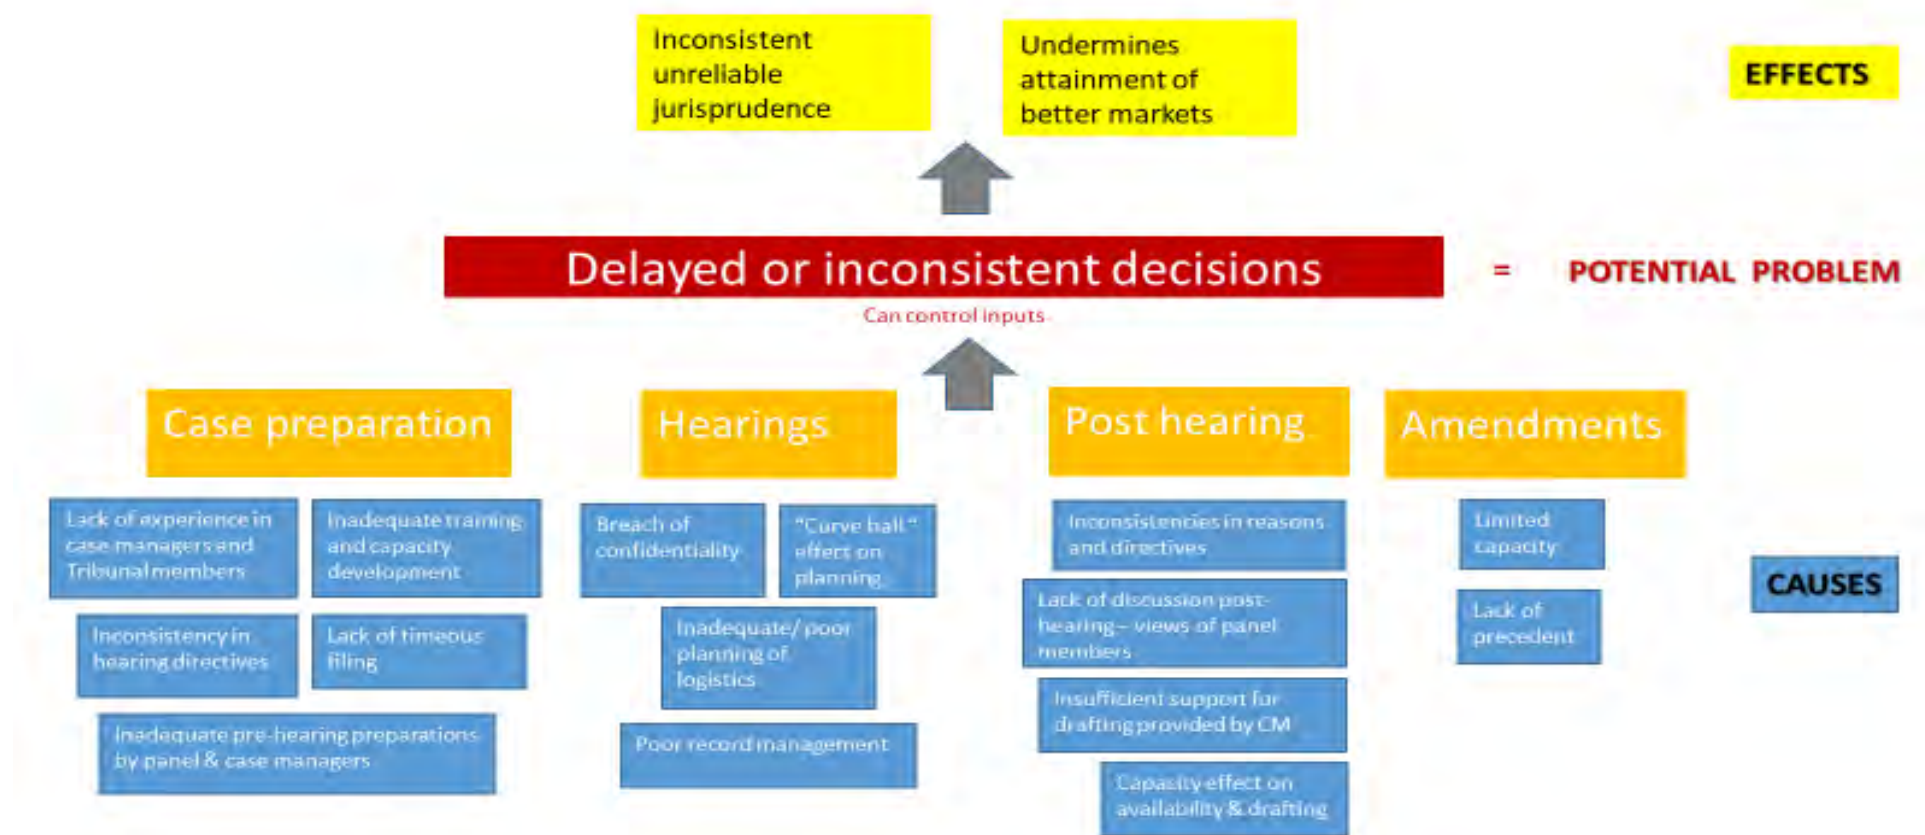 Inconsistent
unreliable
jurisprudence
Undermines
attainment of
better markets
EFFECTS
Delayed or inconsistent decisions
= POTENTIAL PROBLEM
Can control inputs
Case preparation
Hearings
Post hearing
Amendments
Lack of experience in
case managers and
Tribunal members
Inadequate training
and capacity
development
Inconsistency in
hearing directives
Lack of timeous
filing
Inadequate pre-hearing preparations
by panel & case managers
Breach of
confidentiality
"Curve ball"
effect on
planning
Inadequate/ poor
planning of
logistics
Poor record management
Inconsistencies in reasons
and directives
Lack of discussion post-
hearing– views of panel
members
Insufficient support for
drafting provided by CM
Capacity effect on
availability & drafting
Limited
capacity
Lack of
precedent
CAUSES